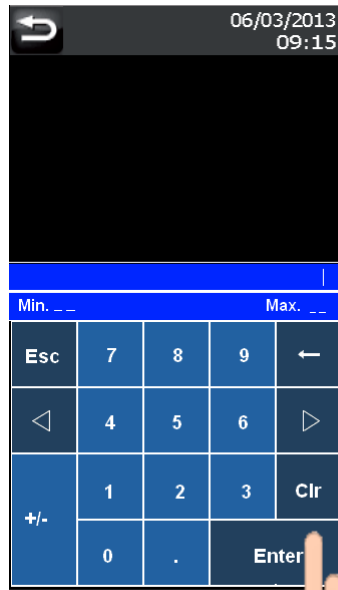 06/03/2013
09:15
Min. _ _ Max. _ _
Esc 7 8 9 ←
4 5 6
1 2 3 Clr
+/-
0 . Enter